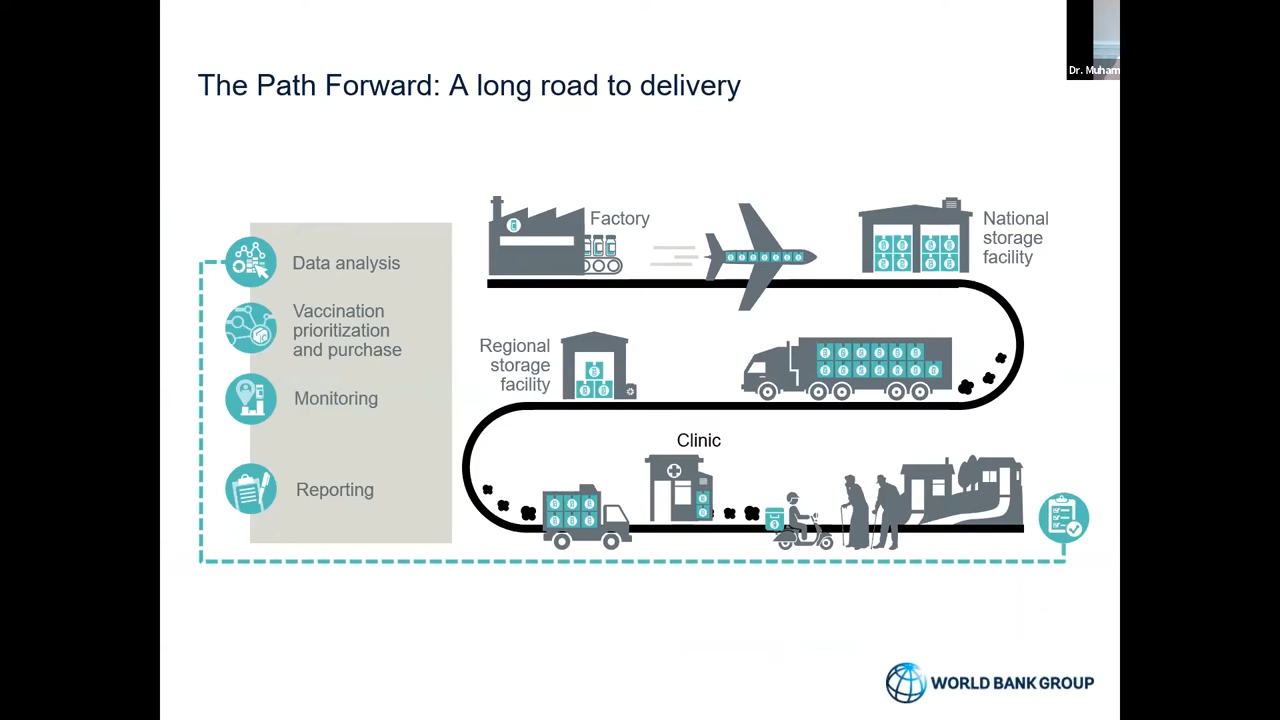 Dr. Muham
The Path Forward: A long road to delivery
Factory
National
storage
facility
Data analysis
Vaccination
prioritization
and purchase
Monitoring
Reporting
Regional
storage
facility
Clinic
WORLD BANK GROUP